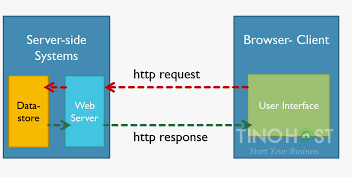 Server-side
Systems
Browser- Client
http request
Data-
store
Web
Server
User Interface
http response
TINOHOST
Start Your Business